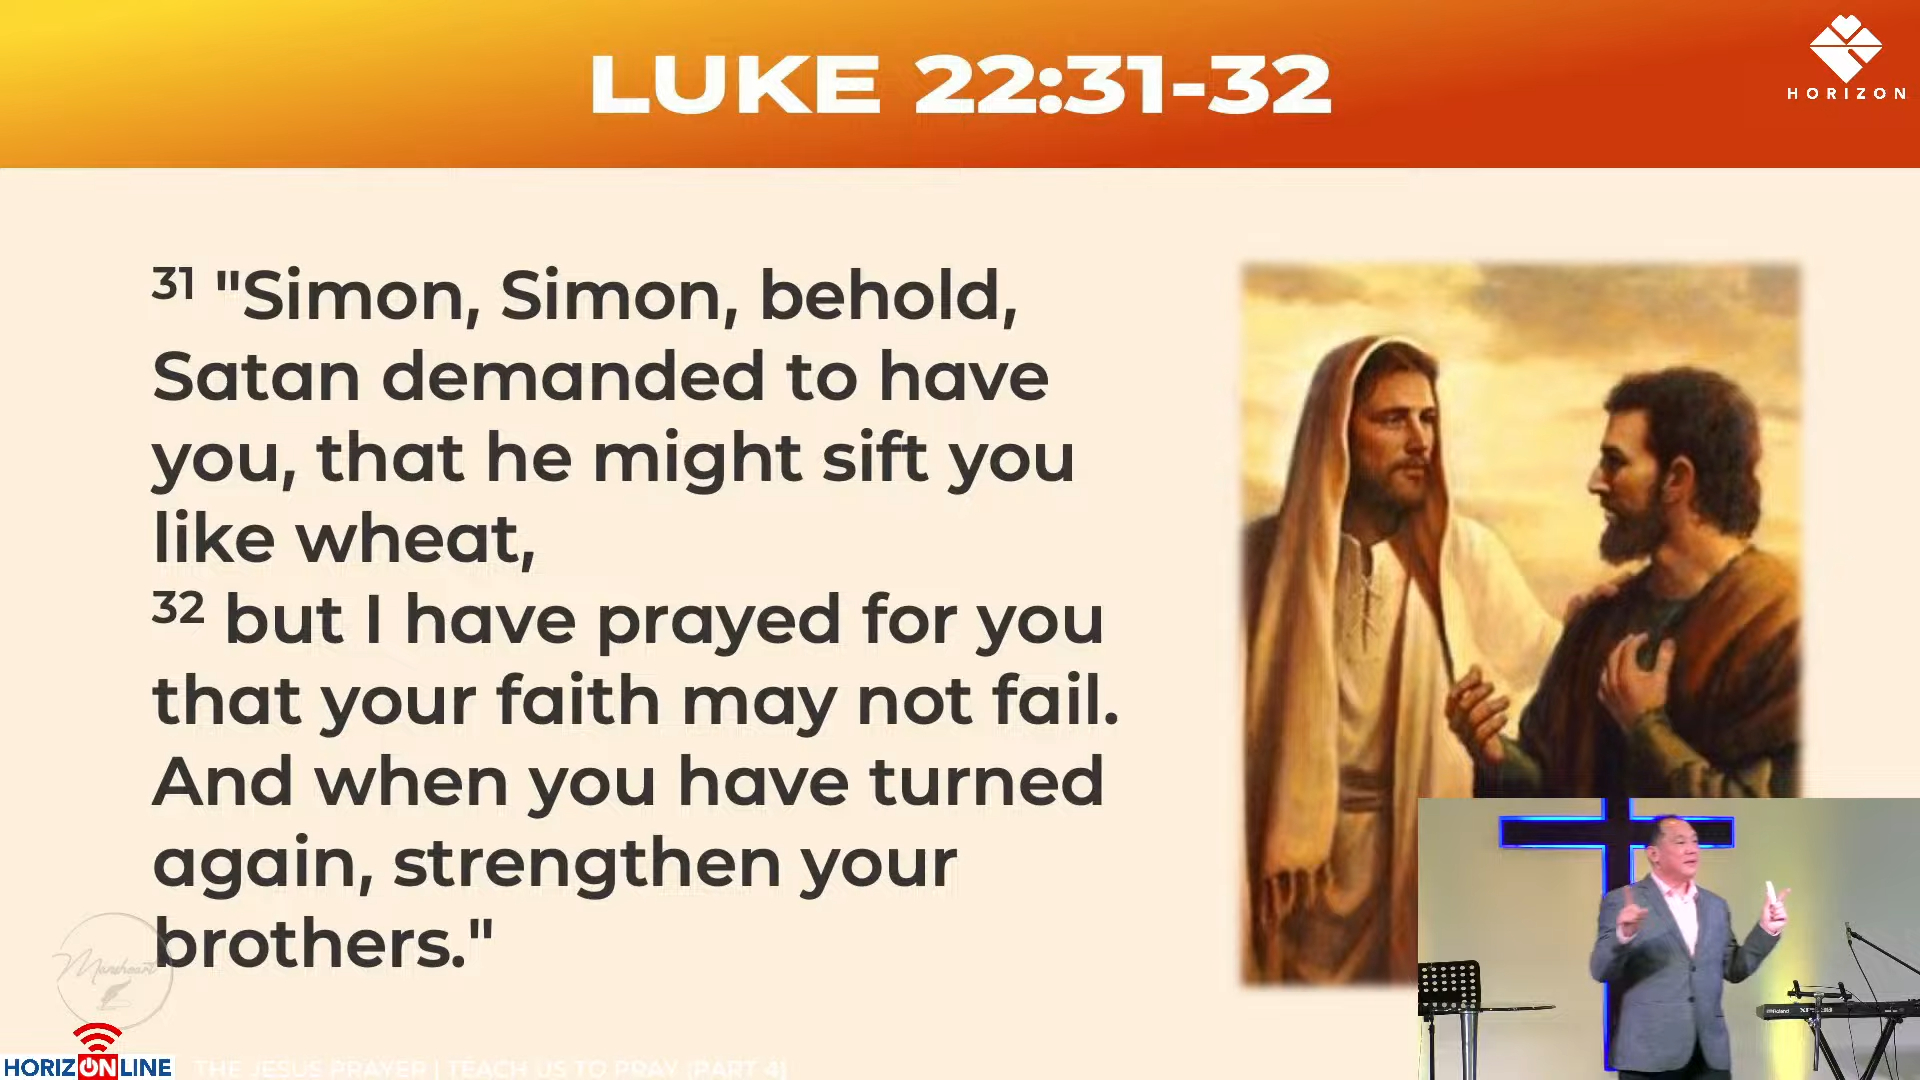 LUKE 22:31-32
HORIZON
31 "Simon, Simon, behold,
Satan demanded to have
you, that he might sift you
like wheat,
32 but I have prayed for you
that your faith may not fail.
And when you have turned
again, strengthen your
brothers."
Mansheart
HORIZONLINE
THE JESUS PRAYER | TEACH US TO PRAY (PART 4)
Roland